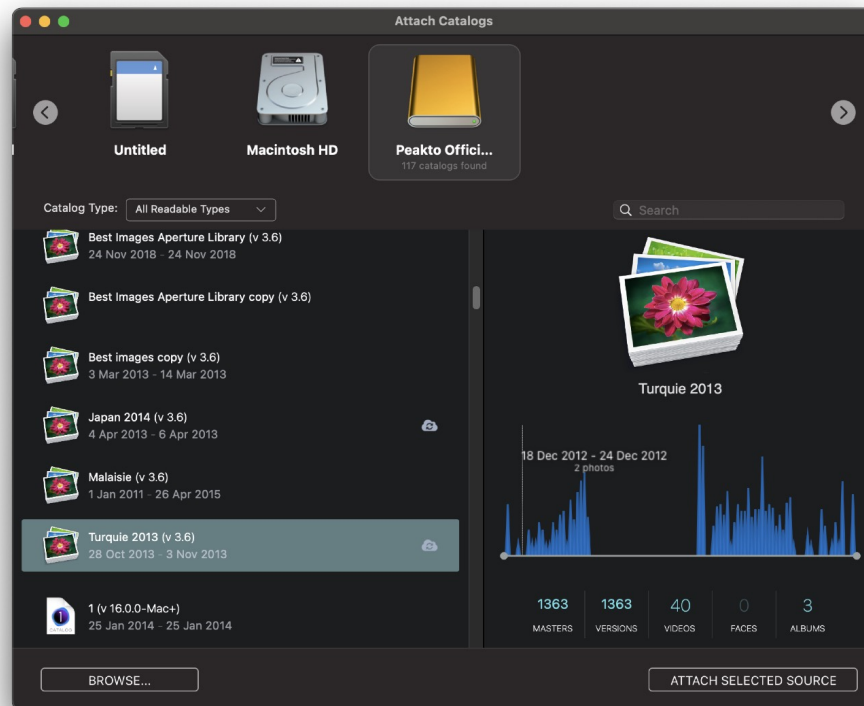 Attach Catalogs
Untitled
Macintosh HD
Peakto Offici...
117 catalogs found
Catalog Type:
All Readable Types
Search
Best Images Aperture Library (v 3.6)
24 Nov 2018 - 24 Nov 2018
Best Images Aperture Library copy (v 3.6)
Best images copy (v 3.6)
3 Mar 2013 - 14 Mar 2013
Japan 2014 (v 3.6)
4 Apr 2013 - 6 Apr 2013
Malaisie (v 3.6)
1 Jan 2011 - 26 Apr 2015
Turquie 2013 (v 3.6)
28 Oct 2013 - 3 Nov 2013
1
CATALOG
1 (v 16.0.0-Mac+)
25 Jan 2014 - 25 Jan 2014
Turquie 2013
18 Dec 2012 - 24 Dec 2012
2 photos
1363 1363 40 0 3
MASTERS VERSIONS VIDEOS FACES ALBUMS
BROWSE...
ATTACH SELECTED SOURCE